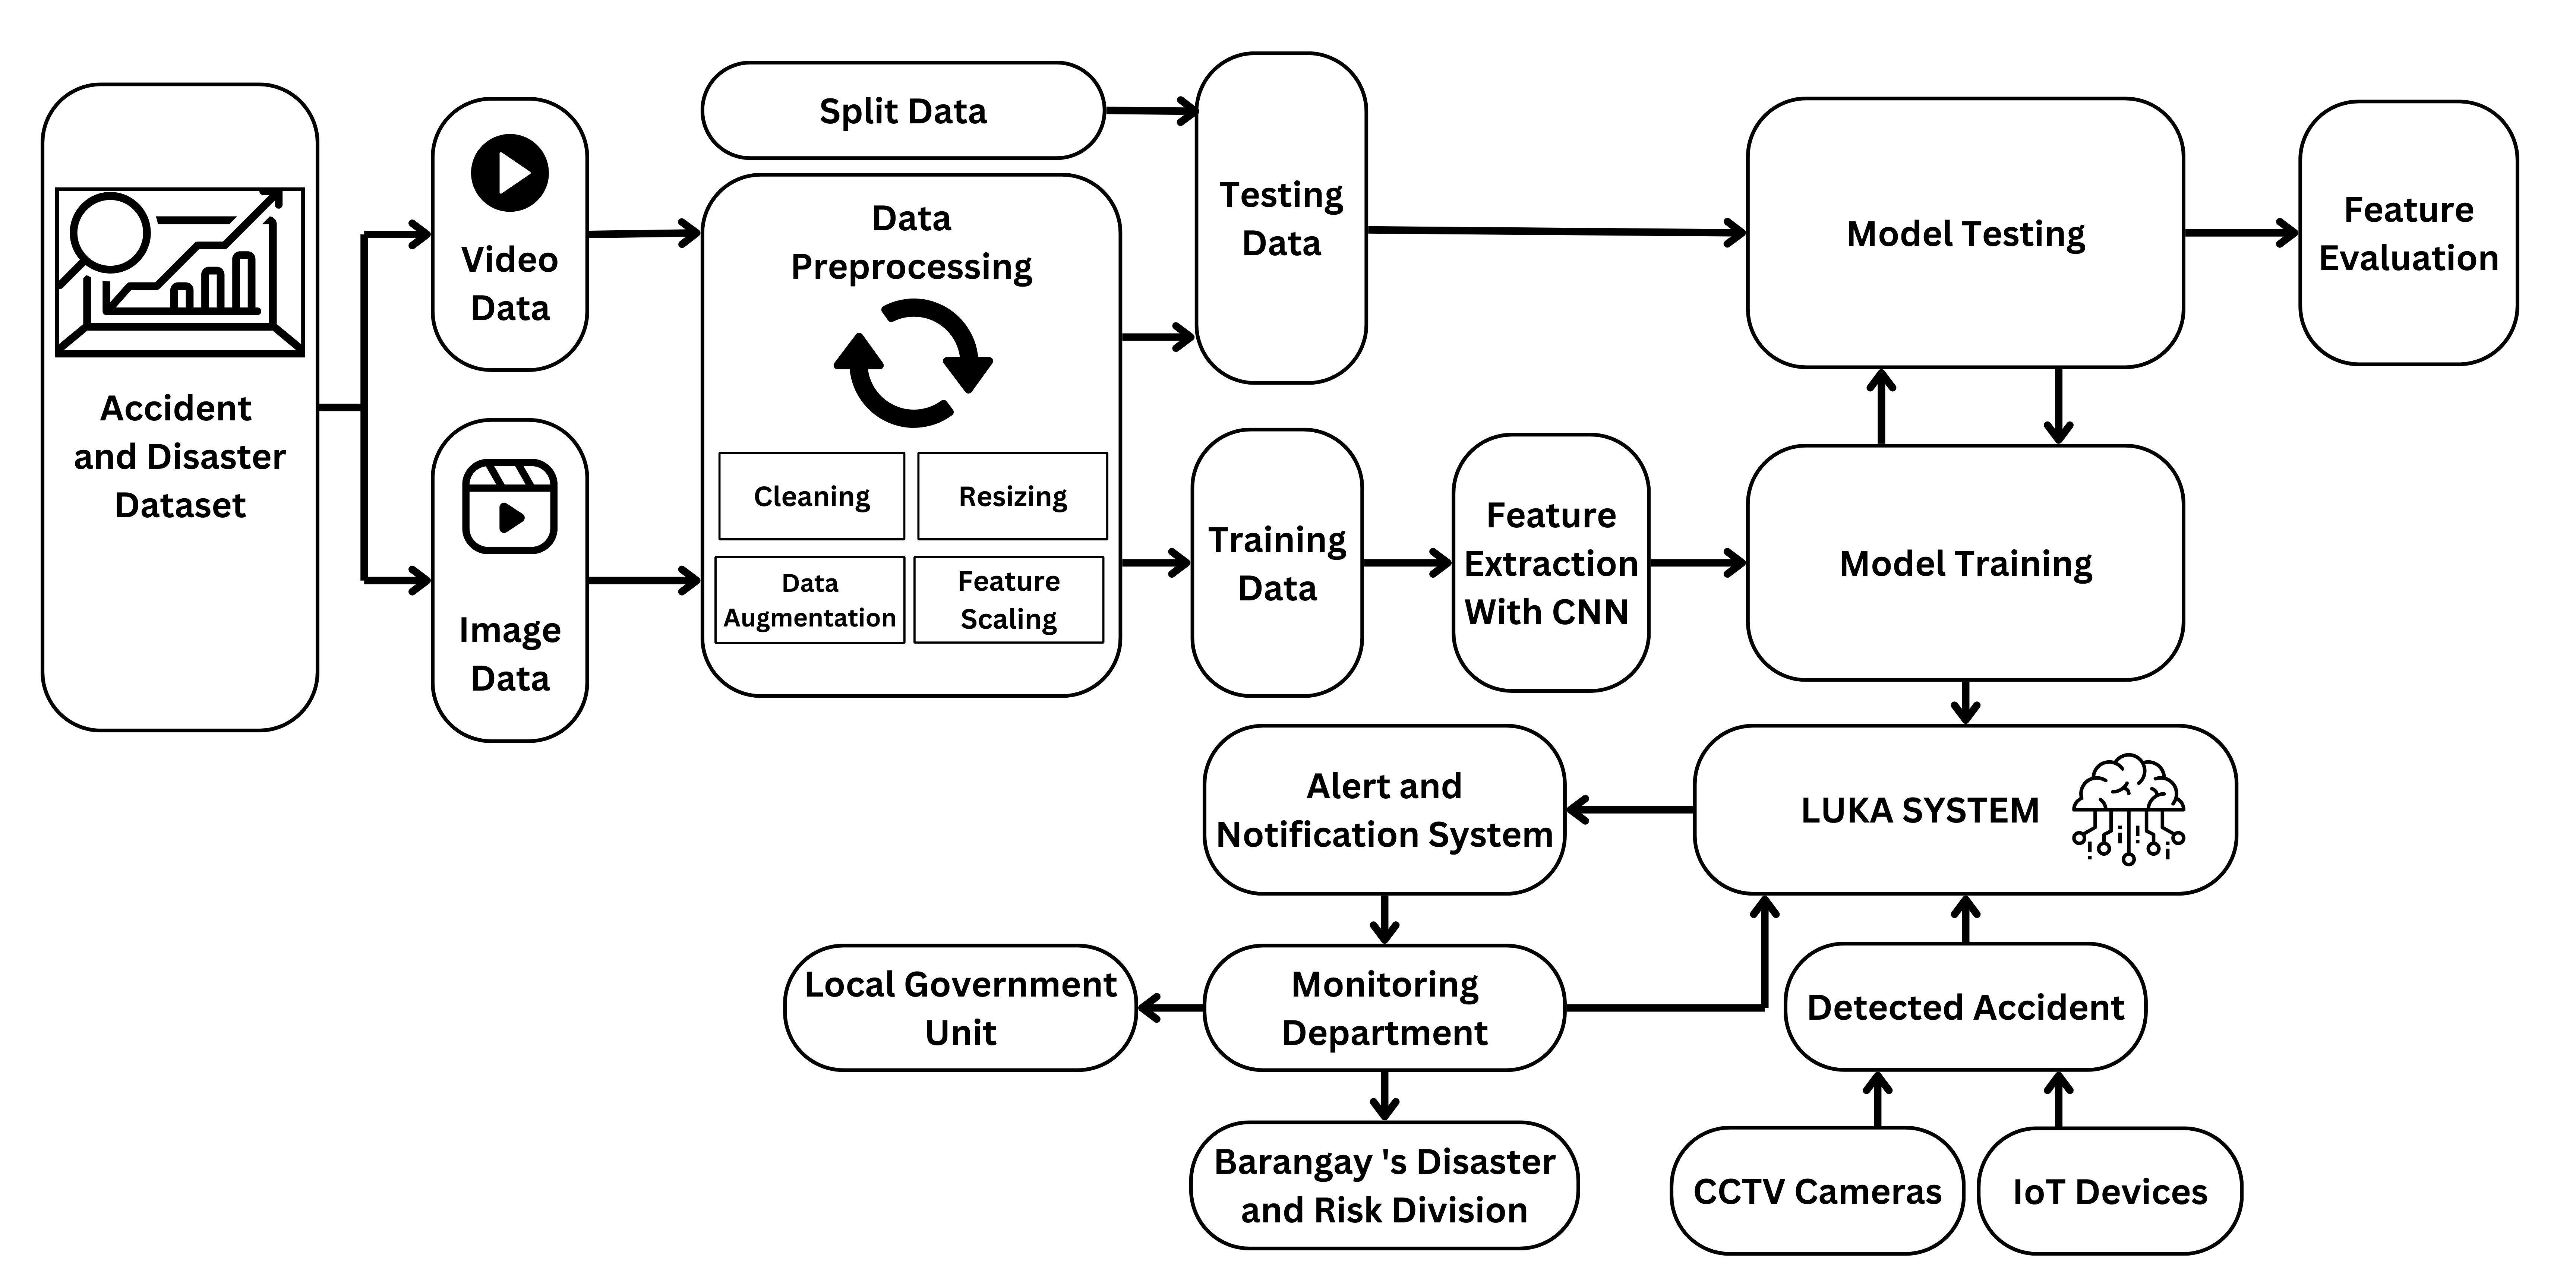 Accident
and Disaster
Dataset
Video
Data
Image
Data
Split Data
Data
Preprocessing
Cleaning
Resizing
Data
Augmentation
Feature
Scaling
Testing
Data
Training
Data
Feature
Extraction
With CNN
Model Testing
Feature
Evaluation
Model Training
LUKA SYSTEM
Alert and
Notification System
Monitoring
Department
Local Government
Unit
Barangay 's Disaster
and Risk Division
Detected Accident
CCTV Cameras
IoT Devices